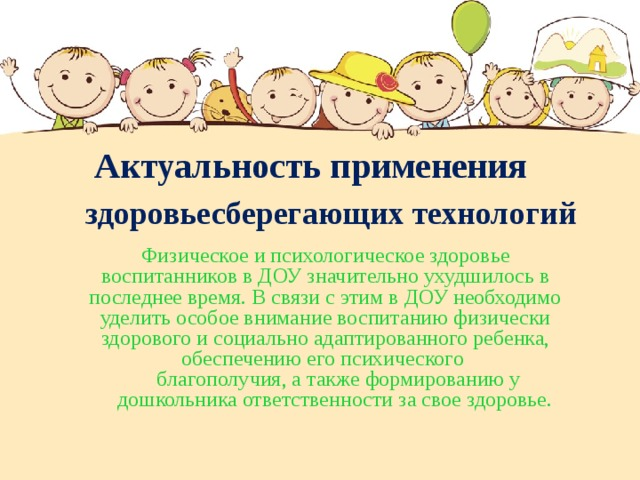 Актуальность применения
здоровьесберегающих технологий
Физическое и психологическое здоровье
воспитанников в ДОУ значительно ухудшилось в
последнее время. В связи с этим в ДОУ необходимо
уделить особое внимание воспитанию физически
здорового и социально адаптированного ребенка,
обеспечению его психического
благополучия, а также формированию у
дошкольника ответственности за свое здоровье.